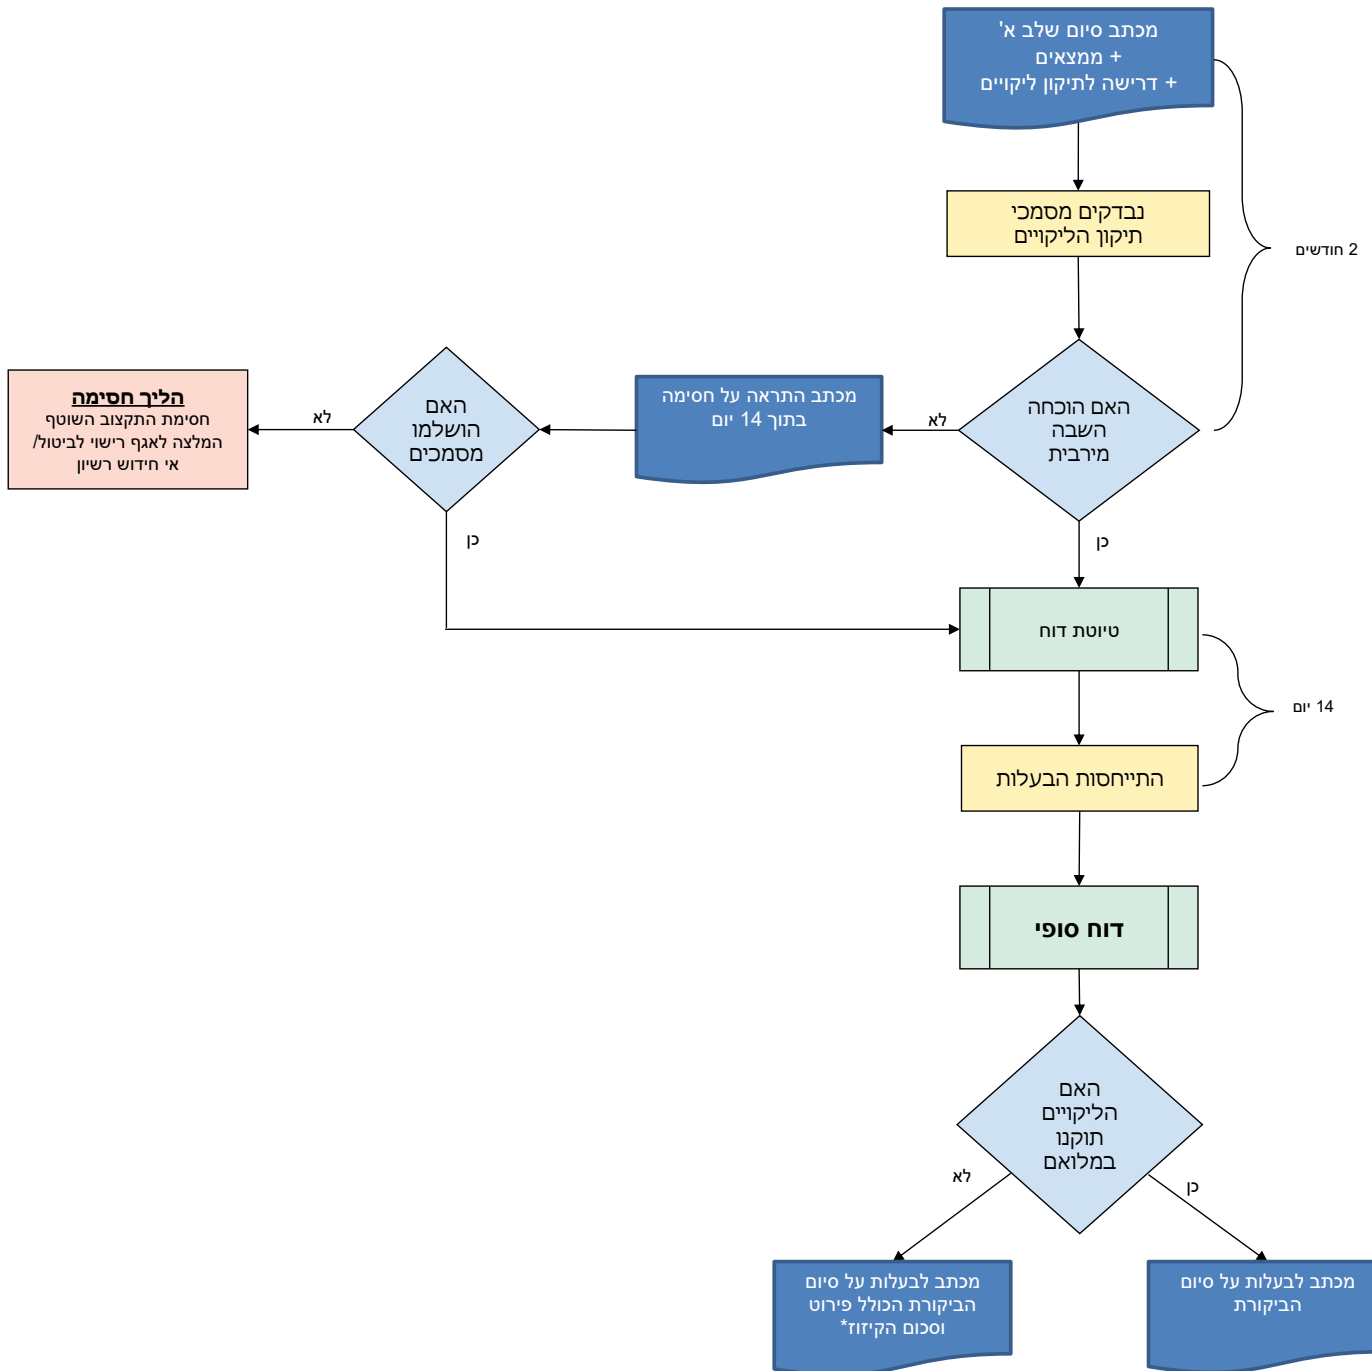 מכתב סיום שלב א'
+ ממצאים
+ דרישה לתיקון ליקויים
נבדקים מסמכי
תיקון הליקויים
2 חודשים
האם הוכחה
השבה
מירבית
לא
מכתב התראה על חסימה
בתוך 14 יום
האם
הושלמו
מסמכים
לא
הליך חסימה
חסימת התקצוב השוטף
המלצה לאגף רישוי לביטול/
אי חידוש רשיון
כן
כן
טיוטת דוח
14 יום
התייחסות הבעלות
דוח סופי
האם
הליקויים
תוקנו
במלואם
כן
לא
מכתב לבעלות על סיום
הביקורת
מכתב לבעלות על סיום
הביקורת הכולל פירוט
וסכום הקיזוז*